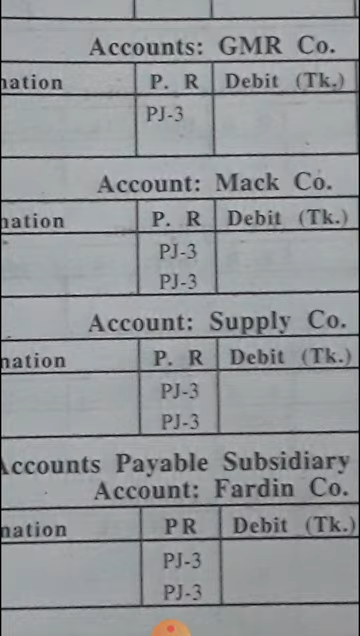 Accounts: GMR Co.
nation P. R Debit (Tk.)
PJ-3
Account: Mack Co.
nation P. R Debit (Tk.)
PJ-3
PJ-3
Account: Supply Co.
nation P. R Debit (Tk.)
PJ-3
PJ-3
Accounts Payable Subsidiary
Account: Fardin Co.
nation PR Debit (Tk.)
PJ-3
PJ-3